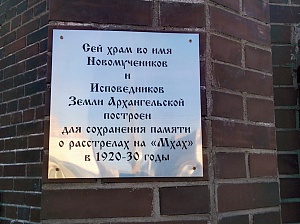 Сей храм во имя
Новомучеников
и
Исповедников
Земли Архангельской
построен
для сохранения памяти
о расстрелах на «Мхах»
в 1920-30 годы